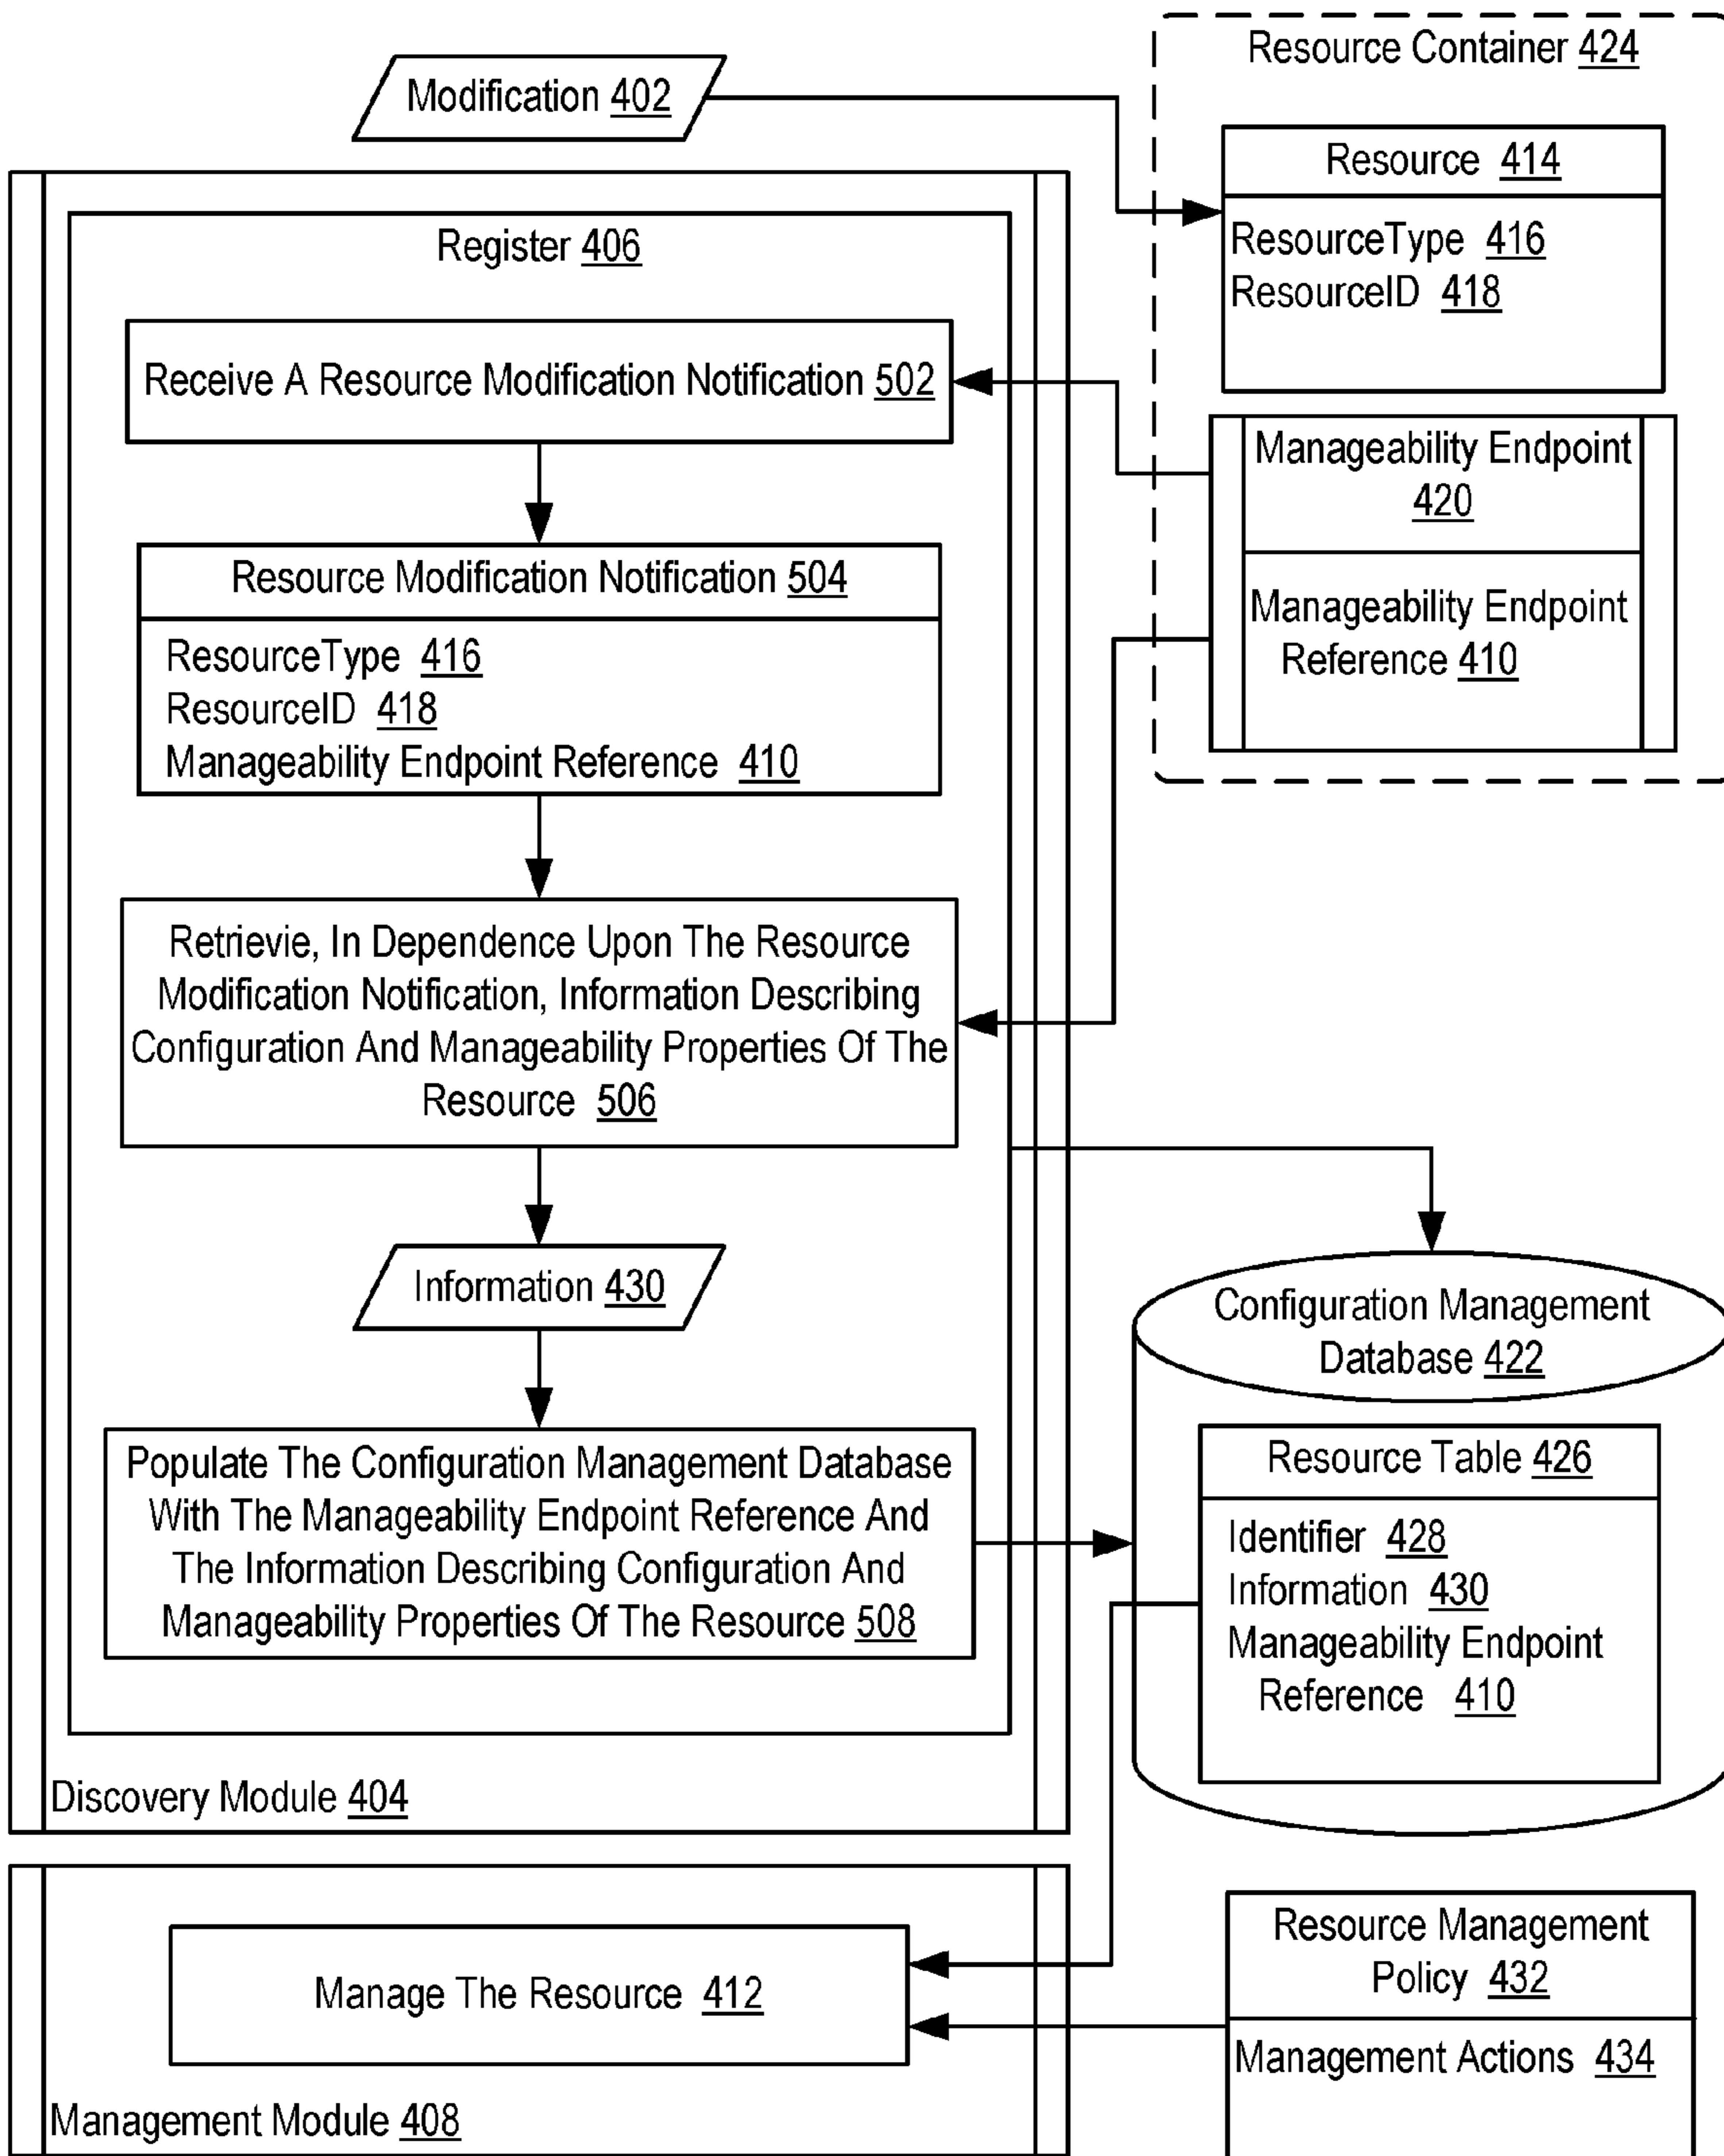 Modification 402
Resource Container 424
Resource 414
ResourceType 416
ResourceID 418
Manageability Endpoint
420
Manageability Endpoint
Reference 410
Register 406
Receive A Resource Modification Notification 502
Resource Modification Notification 504
ResourceType 416
ResourceID 418
Manageability Endpoint Reference 410
Retrievie, In Dependence Upon The Resource
Modification Notification, Information Describing
Configuration And Manageability Properties Of The
Resource 506
Information 430
Populate The Configuration Management Database
With The Manageability Endpoint Reference And
The Information Describing Configuration And
Manageability Properties Of The Resource 508
Discovery Module 404
Configuration Management
Database 422
Resource Table 426
Identifier 428
Information 430
Manageability Endpoint
Reference 410
Manage The Resource 412
Management Module 408
Resource Management
Policy 432
Management Actions 434